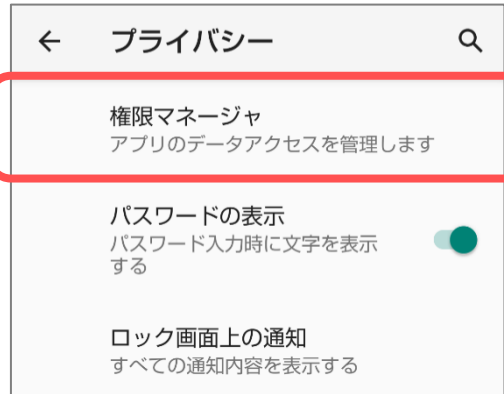 プライバシー
権限マネージャ
アプリのデータアクセスを管理します
パスワードの表示
パスワード入力時に文字を表示
する
ロック画面上の通知
すべての通知内容を表示する